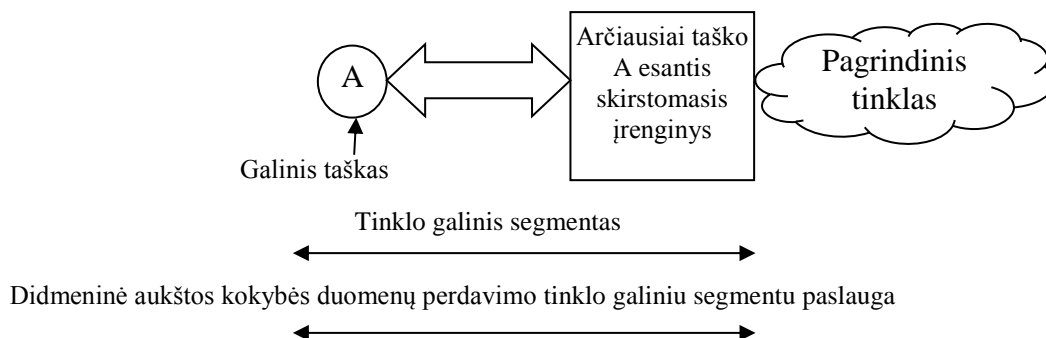 Arčiausiai taško
A esantis
skirstomasis
įrenginys
A
Pagrindinis
tinklas
Galinis taškas
Tinklo galinis segmentas
Didmeninė aukštos kokybės duomenų perdavimo tinklo galiniu segmentu paslauga